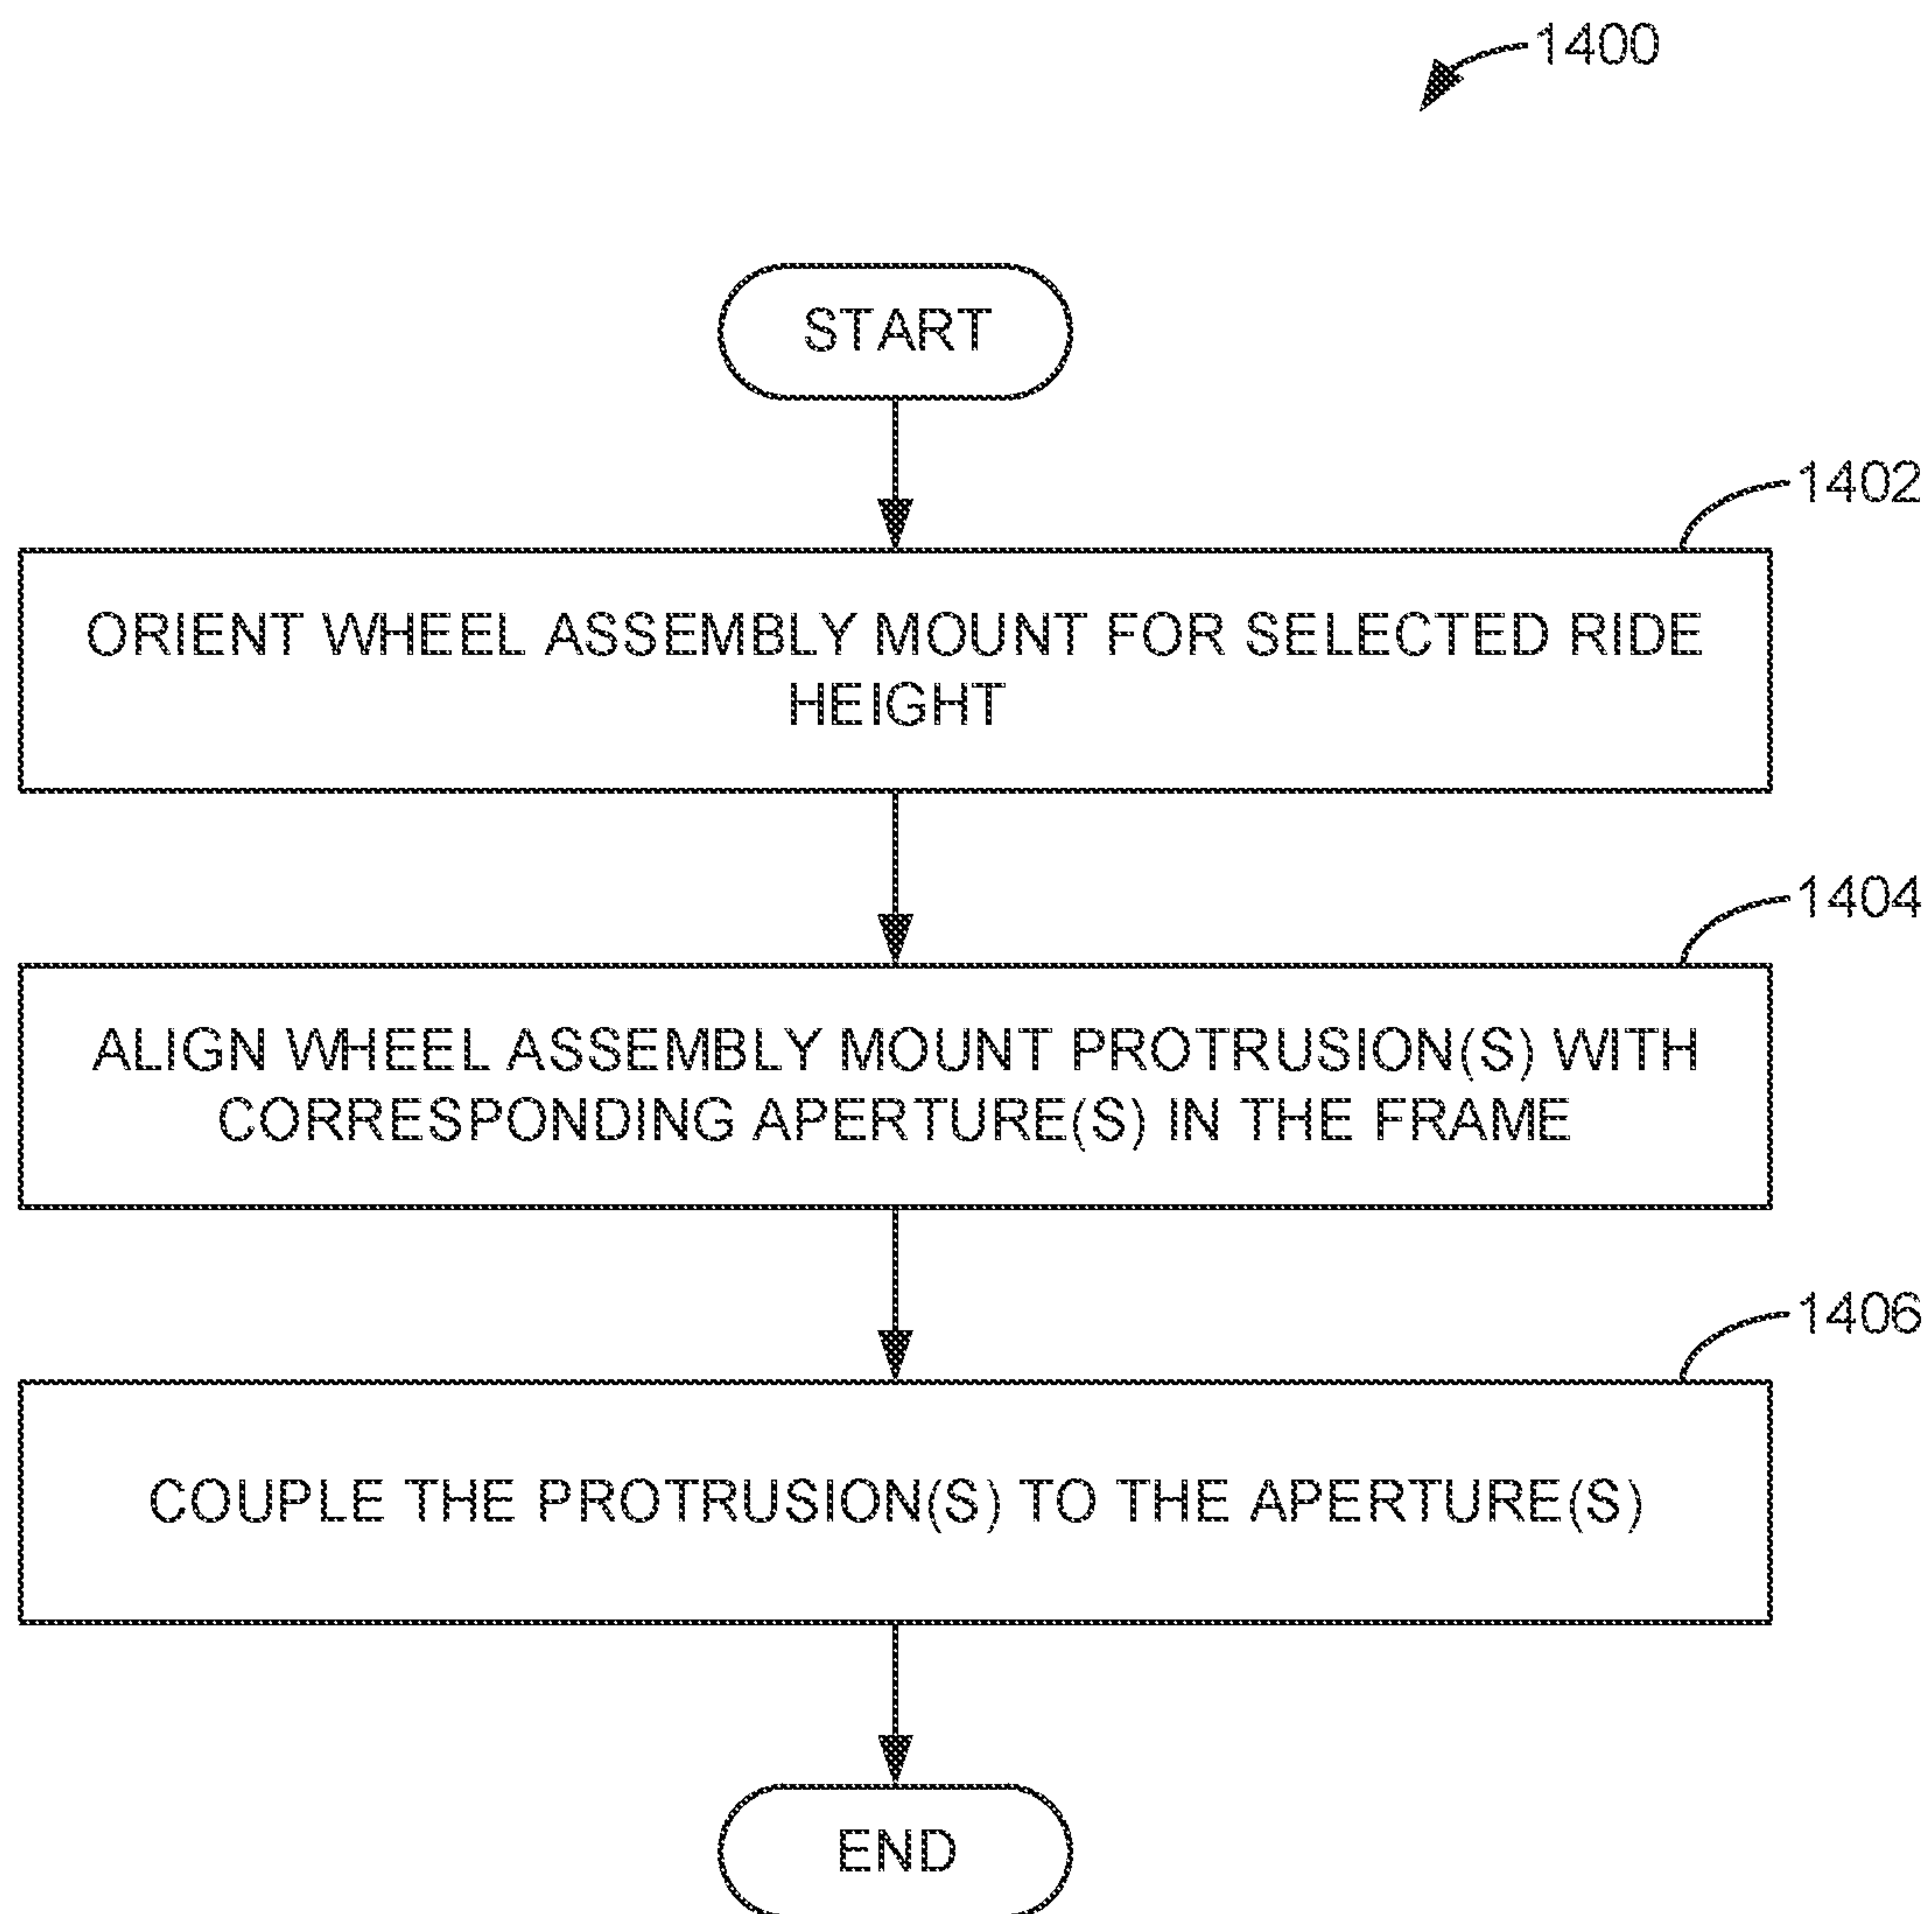 1400
START
1402
ORIENT WHEEL ASSEMBLY MOUNT FOR SELECTED RIDE
HEIGHT
1404
ALIGN WHEEL ASSEMBLY MOUNT PROTRUSION(S) WITH
CORRESPONDING APERTURE(S) IN THE FRAME
1406
COUPLE THE PROTRUSION(S) TO THE APERTURE(S)
END